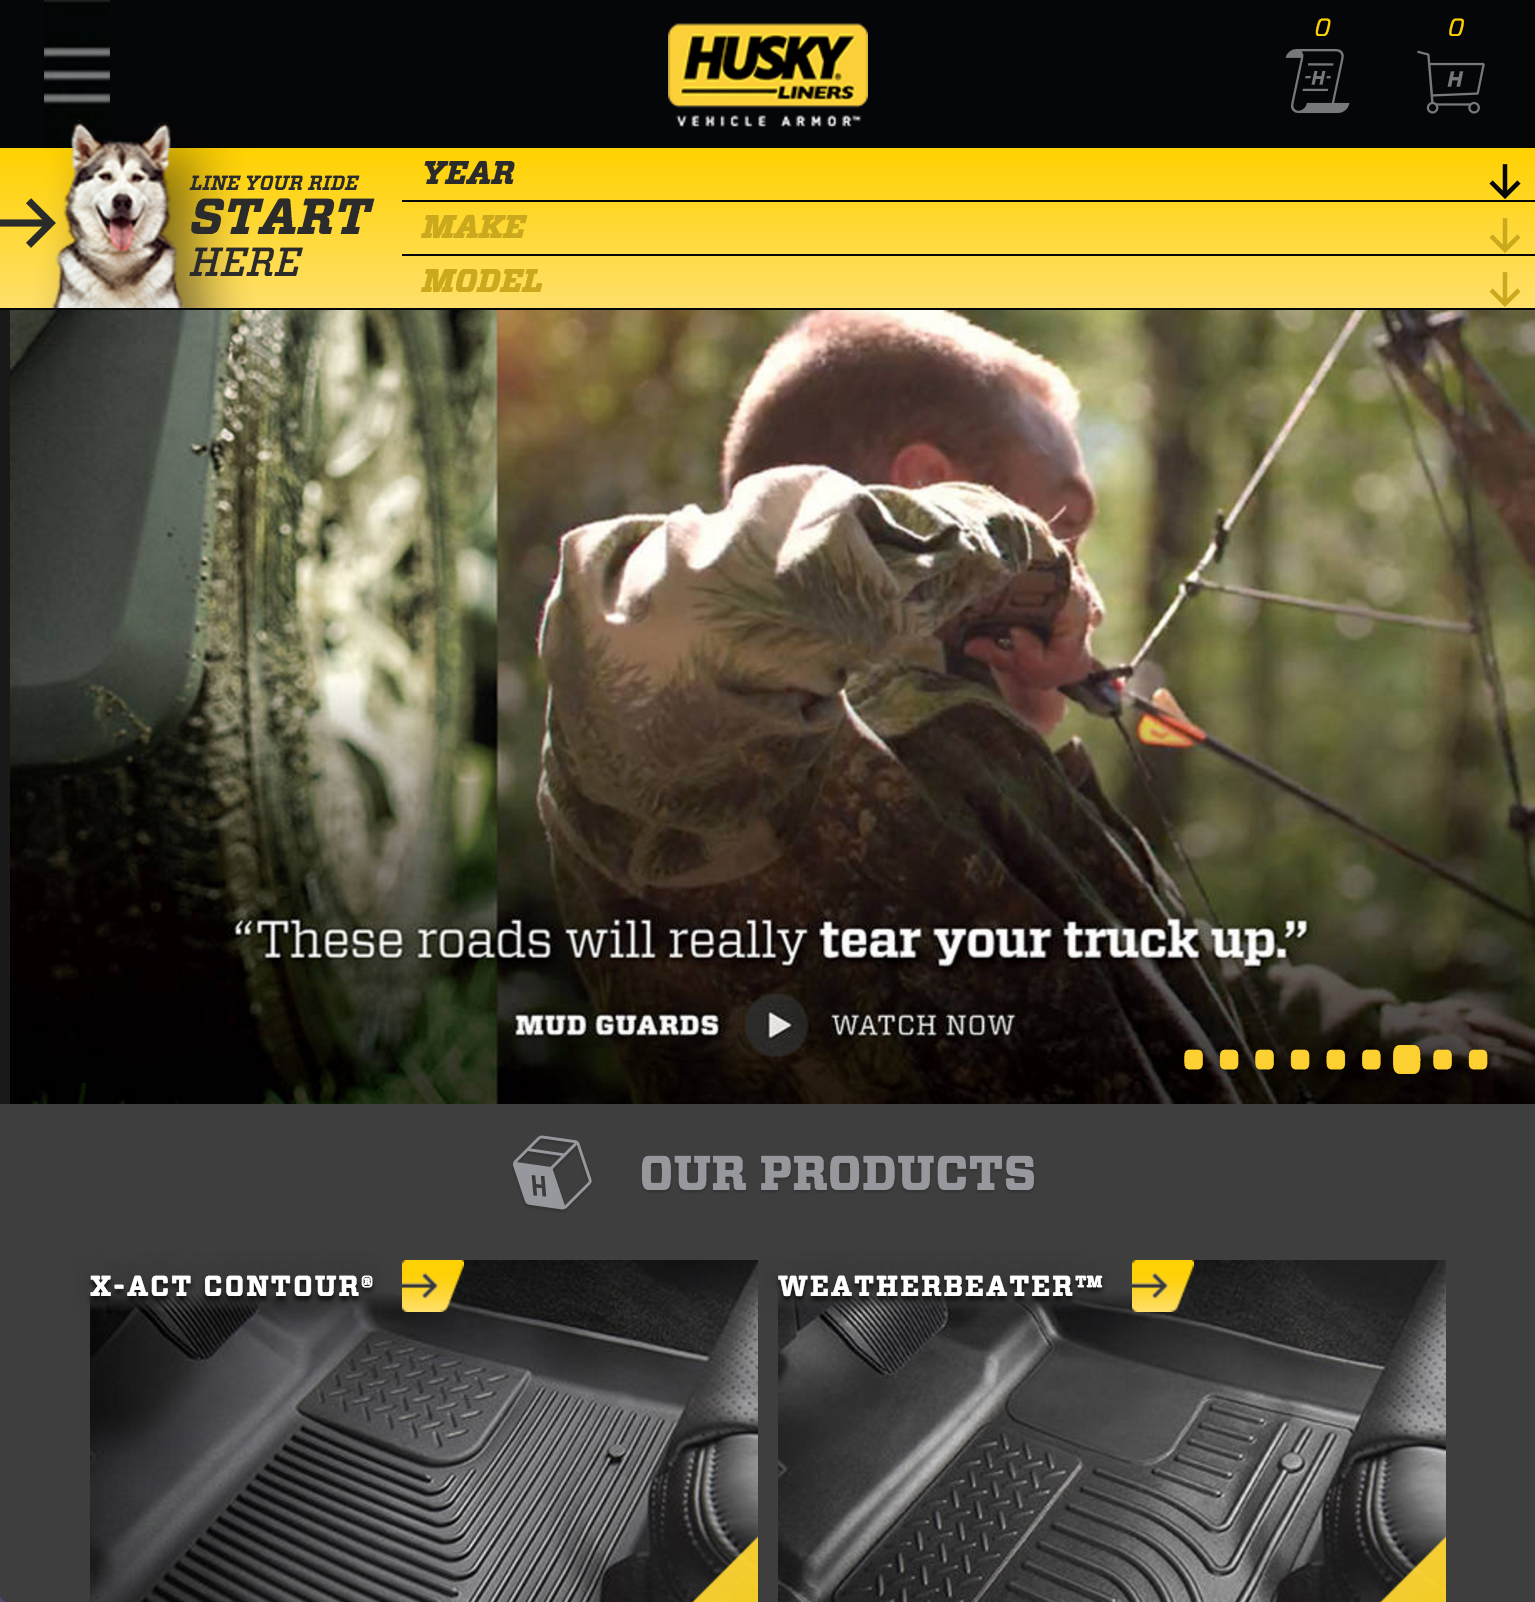 0
0
HUSKY
LINERS
VEHICLE ARMOR™
-H-
H
LINE YOUR RIDE
START
HERE
YEAR
MAKE
MODEL
“These roads will really tear your truck up.”
MUD GUARDS WATCH NOW
H
OUR PRODUCTS
X-ACT CONTOUR®
WEATHERBEATER™